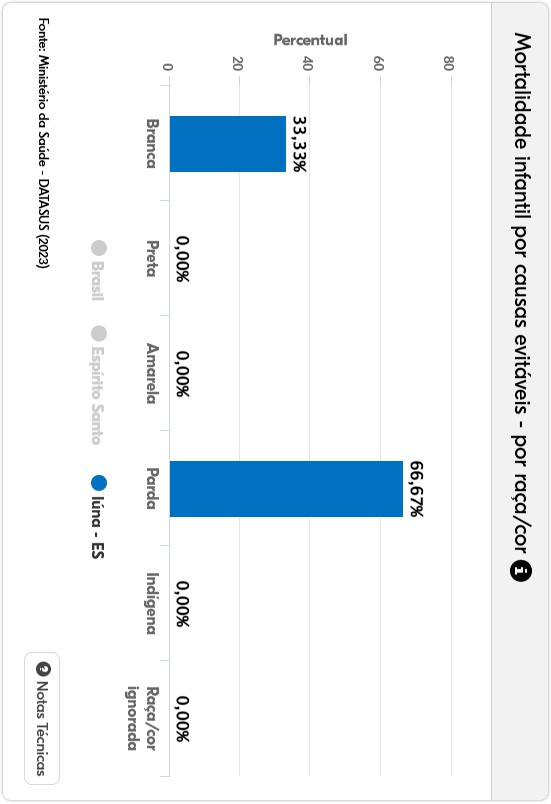 Mortalidade infantil por causas evitáveis - por raça/cor
Percentual
80
60
40
20
0
33,33%
0,00%
0,00%
66,67%
0,00%
0,00%
Branca
Preta
Amarela
Parda
Indígena
Raça/cor
ignorada
Brasil
Espírito Santo
Iúna - ES
Notas Técnicas
Fonte: Ministério da Saúde - DATASUS (2023)